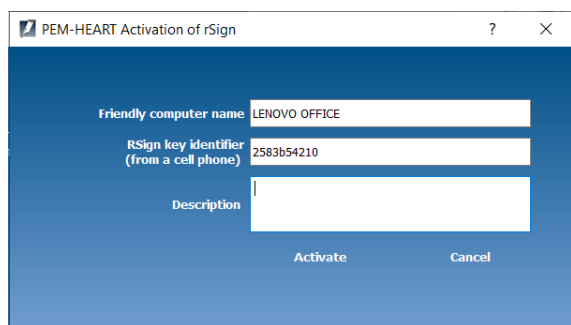 PEM-HEART Activation of rSign
Friendly computer name LENOVO OFFICE
RSign key identifier
(from a cell phone) 2583b54210
Description
Activate Cancel